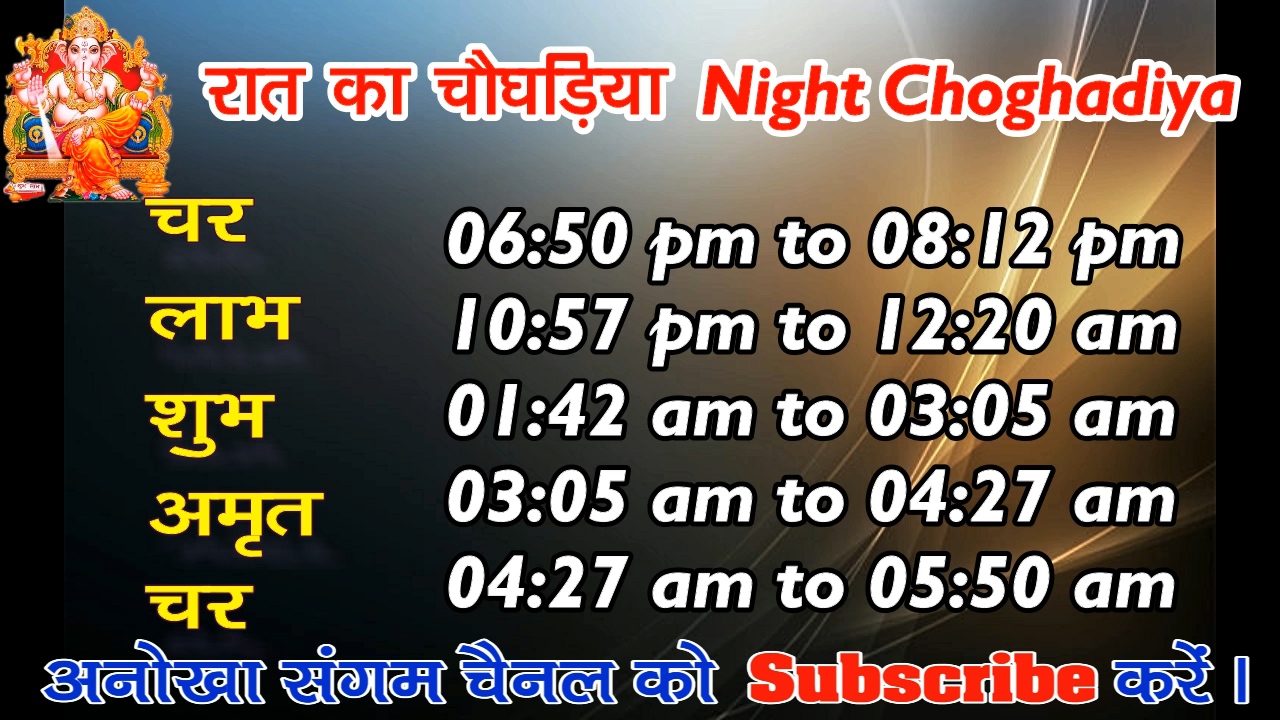 रात का चौघड़िया Night Choghadiya
चर 06:50 pm to 08:12 pm
लाभ 10:57 pm to 12:20 am
शुभ 01:42 am to 03:05 am
अमृत 03:05 am to 04:27 am
चर 04:27 am to 05:50 am
अनोखा संगम चैनल को Subscribe करें।